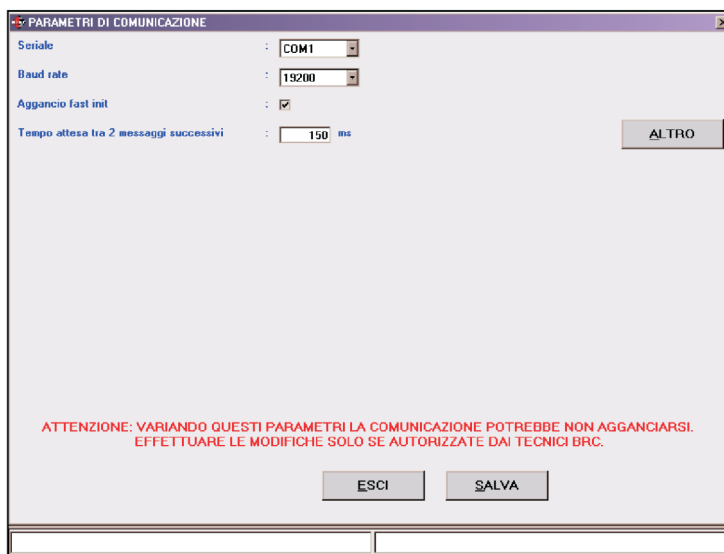 PARAMETRI DI COMUNICAZIONE
Seriale : COM1
Baud rate : 19200
Aggancio fast init :
Tempo attesa tra 2 messaggi successivi : 150 ms
ALTRO
ATTENZIONE: VARIANDO QUESTI PARAMETRI LA COMUNICAZIONE POTREBBE NON AGGANCIARSI.
EFFETTUARE LE MODIFICHE SOLO SE AUTORIZZATE DAI TECNICI BRC.
ESCI SALVA